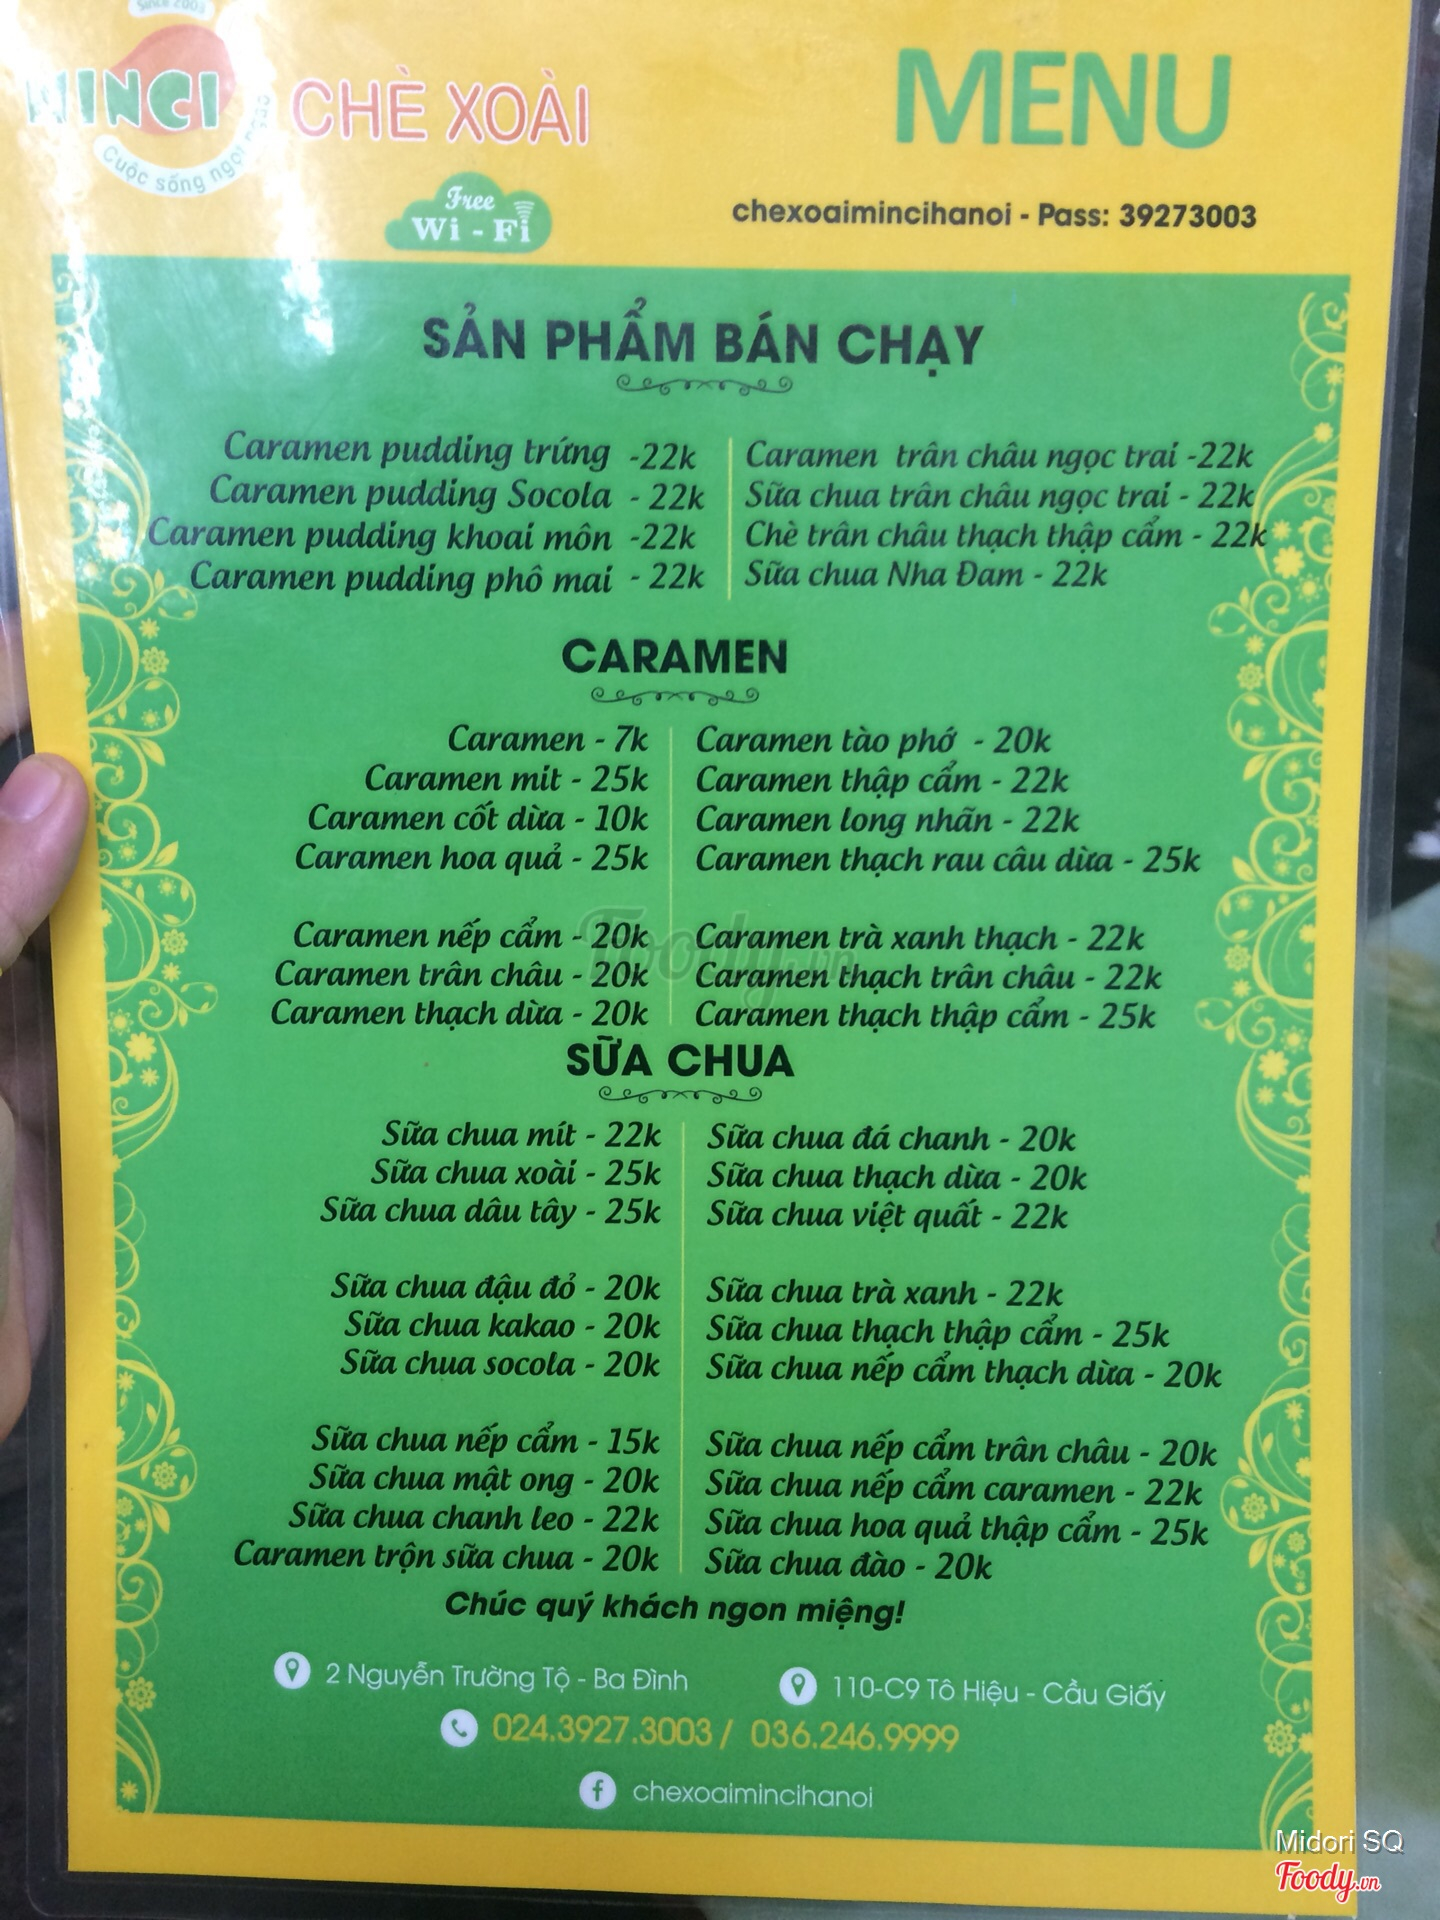 Since 2003
MINCI
Cuộc sống ngọt ngào
CHÈ XOÀI
MENU
Free
Wi - Fi
chexoaimincihanoi - Pass: 39273003
SẢN PHẨM BÁN CHẠY
Caramen pudding trứng -22k
Caramen pudding Socola - 22k
Caramen pudding khoai môn -22k
Caramen pudding phô mai - 22k
Caramen trân châu ngọc trai -22k
Sữa chua trân châu ngọc trai - 22k
Chè trân châu thạch thập cẩm - 22k
Sữa chua Nha Đam - 22k
CARAMEN
Caramen - 7k
Caramen mít - 25k
Caramen cốt dừa - 10k
Caramen hoa quả - 25k
Caramen nếp cẩm - 20k
Caramen trân châu - 20k
Caramen thạch dừa - 20k
Caramen tào phớ - 20k
Caramen thập cẩm - 22k
Caramen long nhãn - 22k
Caramen thạch rau câu dừa - 25k
Caramen trà xanh thạch - 22k
Caramen thạch trân châu - 22k
Caramen thạch thập cẩm - 25k
Foody.vn
SỮA CHUA
Sữa chua mít - 22k
Sữa chua xoài - 25k
Sữa chua dâu tây - 25k
Sữa chua đậu đỏ - 20k
Sữa chua kakao - 20k
Sữa chua socola - 20k
Sữa chua nếp cẩm - 15k
Sữa chua mật ong - 20k
Sữa chua chanh leo - 22k
Caramen trộn sữa chua - 20k
Sữa chua đá chanh - 20k
Sữa chua thạch dừa - 20k
Sữa chua việt quất - 22k
Sữa chua trà xanh - 22k
Sữa chua thạch thập cẩm - 25k
Sữa chua nếp cẩm thạch dừa - 20k
Sữa chua nếp cẩm trân châu - 20k
Sữa chua nếp cẩm caramen - 22k
Sữa chua hoa quả thập cẩm - 25k
Sữa chua đào - 20k
Chúc quý khách ngon miệng!
2 Nguyễn Trường Tộ - Ba Đình
110-C9 Tô Hiệu - Cầu Giấy
024.3927.3003 / 036.246.9999
chexoaimincihanoi
Midori SQ
Foody.vn